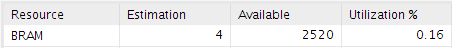 Resource Estimation Available Utilization %
BRAM 4 2520 0.16